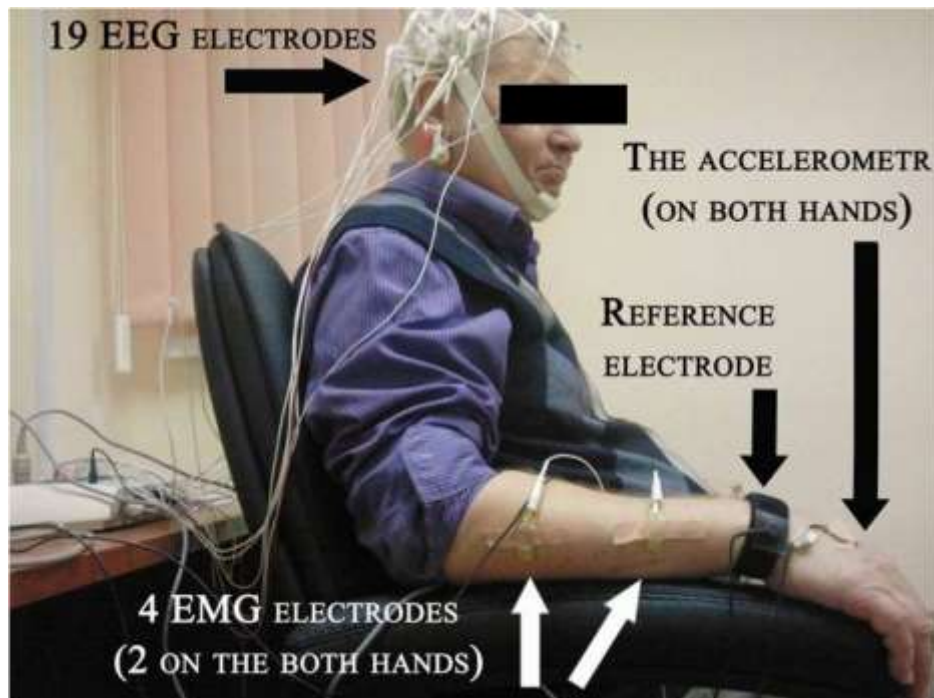 19 EEG ELECTRODES
THE ACCELEROMETR
(ON BOTH HANDS)
REFERENCE
ELECTRODE
4 EMG ELECTRODES
(2 ON THE BOTH HANDS)